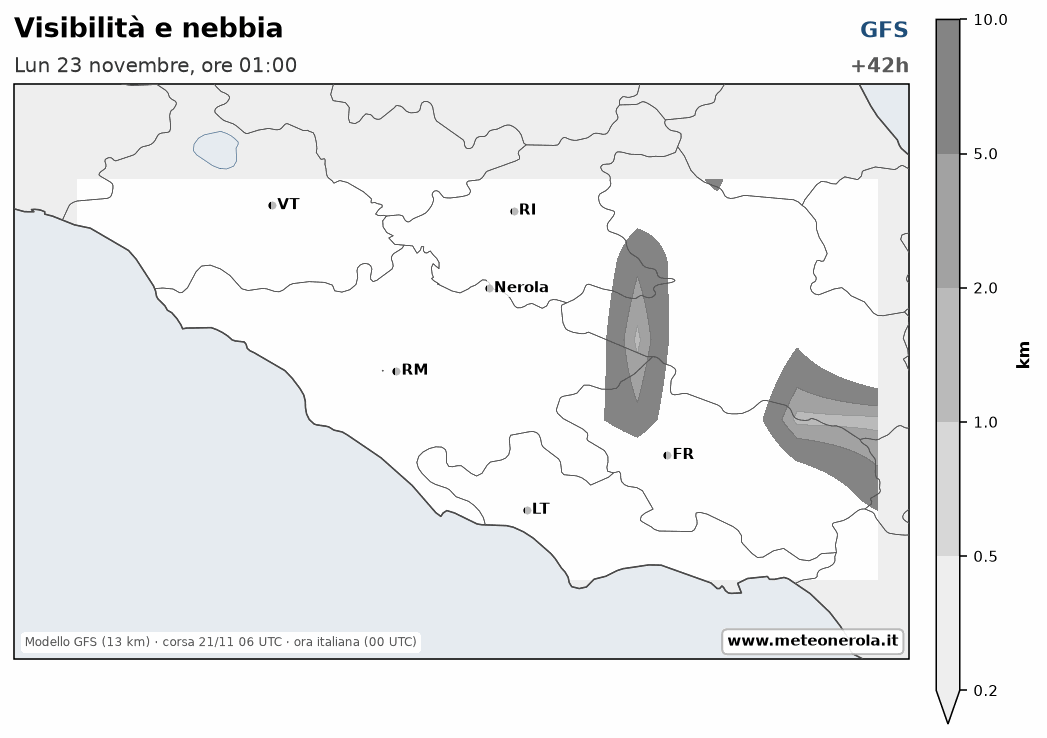 Visibilità e nebbia
GFS
Lun 23 novembre, ore 01:00
+42h
VT
RI
Nerola
RM
FR
LT
Modello GFS (13 km) · corsa 21/11 06 UTC · ora italiana (00 UTC)
www.meteonerola.it
10.0
5.0
2.0
1.0
0.5
0.2
km